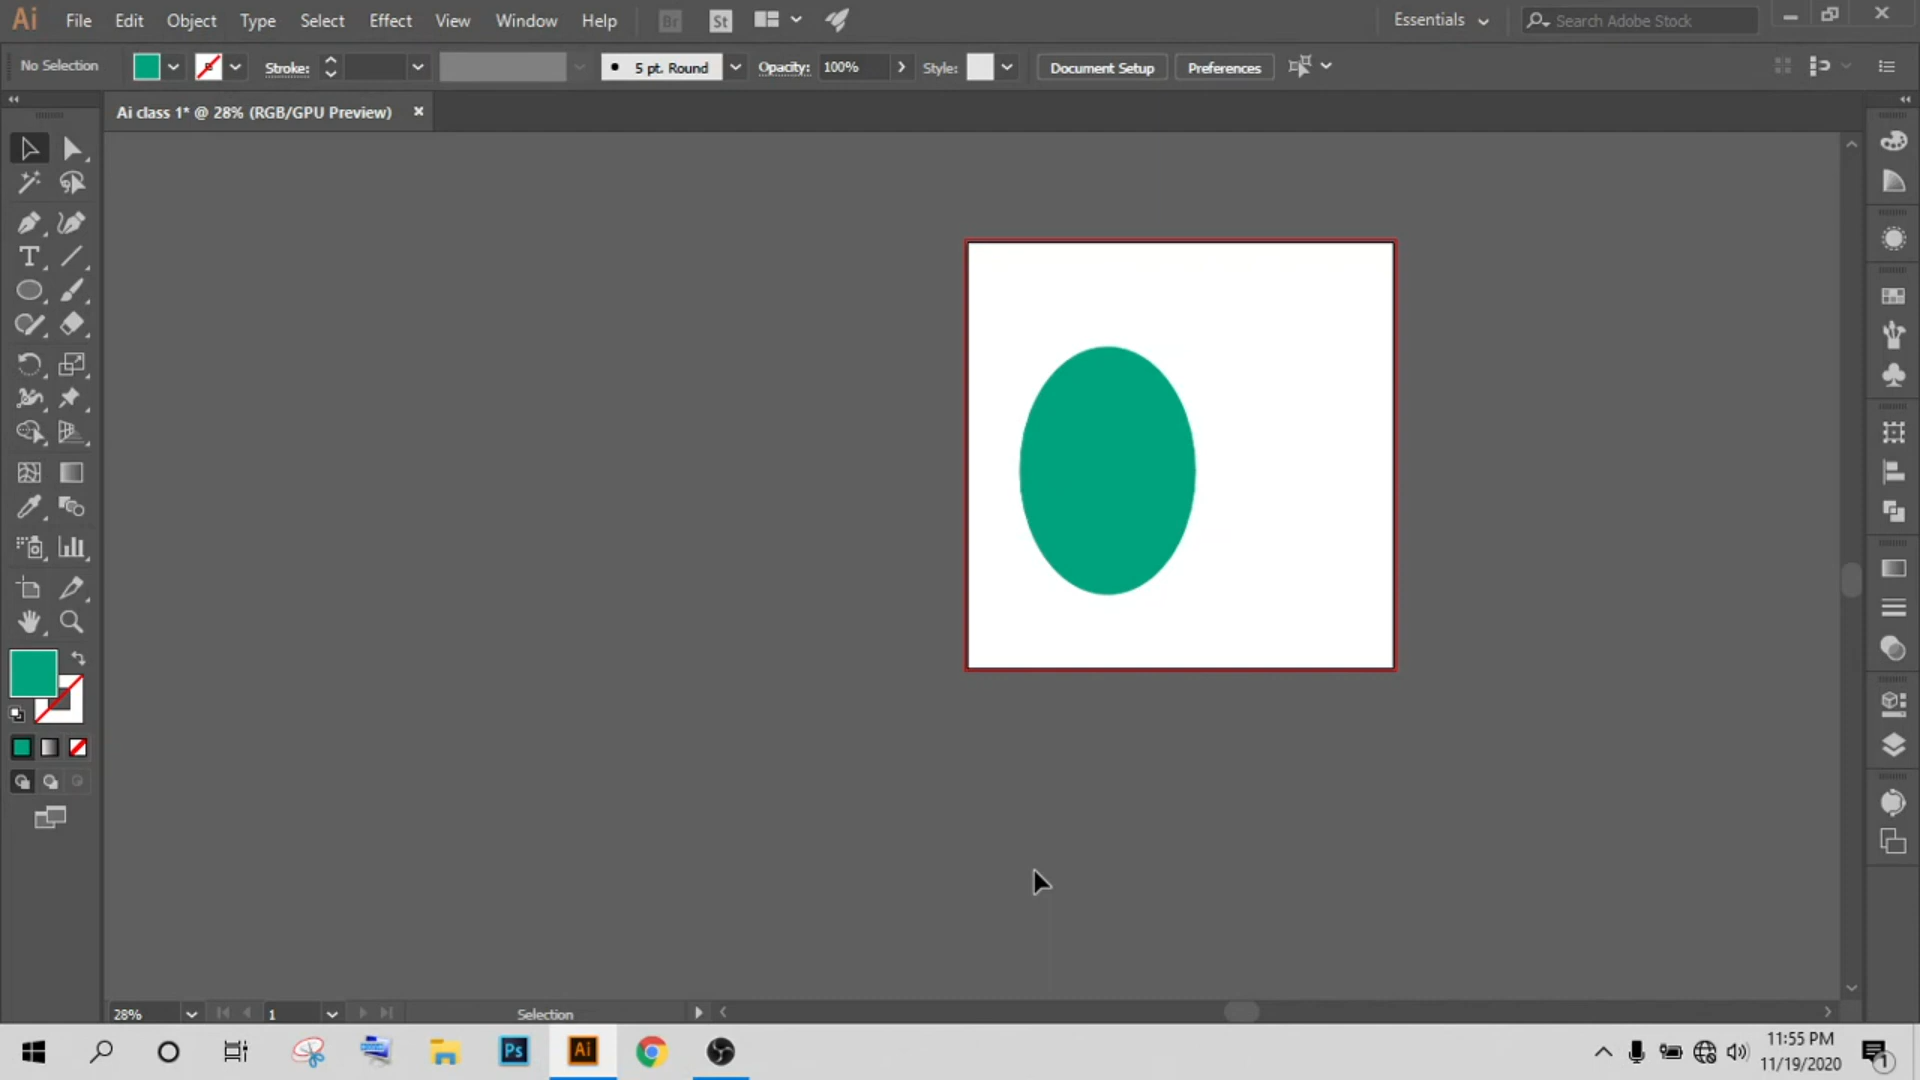 Ai File Edit Object Type Select Effect View Window Help Br St Essentials Search Adobe Stock
No Selection Stroke: 5 pt. Round Opacity: 100% Style: Document Setup Preferences
Ai class 1* @ 28% (RGB/GPU Preview)
T
28% 1 Selection
Ps Ai
11:55 PM
11/19/2020
1